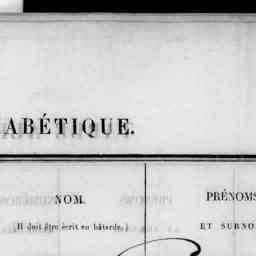 ABÉTIQUE.
NOM. PRÉNOMS
Il doit être écrit en bâtarde.) ET SURNO